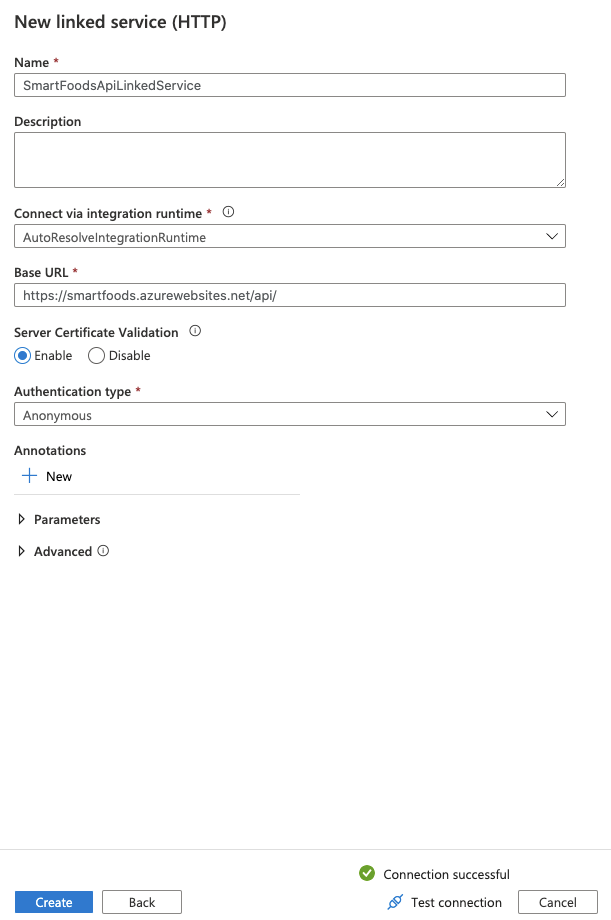 New linked service (HTTP)
Name *
SmartFoodsApiLinkedService
Description
Connect via integration runtime *
AutoResolveIntegrationRuntime
Base URL *
https://smartfoods.azurewebsites.net/api/
Server Certificate Validation
Enable Disable
Authentication type *
Anonymous
Annotations
New
Parameters
Advanced
Connection successful
Create Back Test connection Cancel